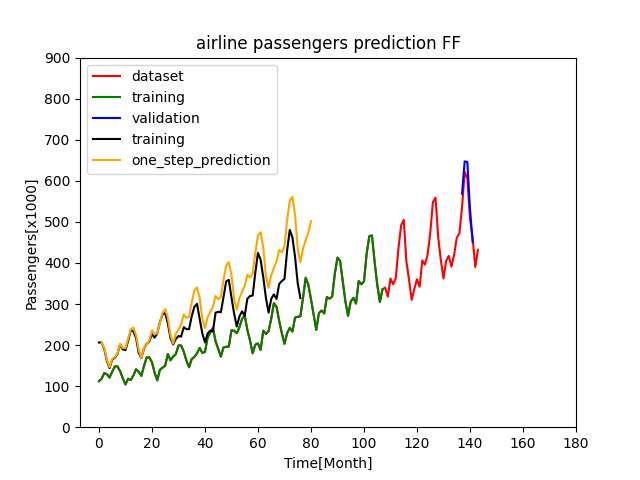 airline passengers prediction FF
900
800
700
600
500
400
300
200
100
0
Passengers[x1000]
dataset
training
validation
training
one_step_prediction
0 20 40 60 80 100 120 140 160 180
Time[Month]